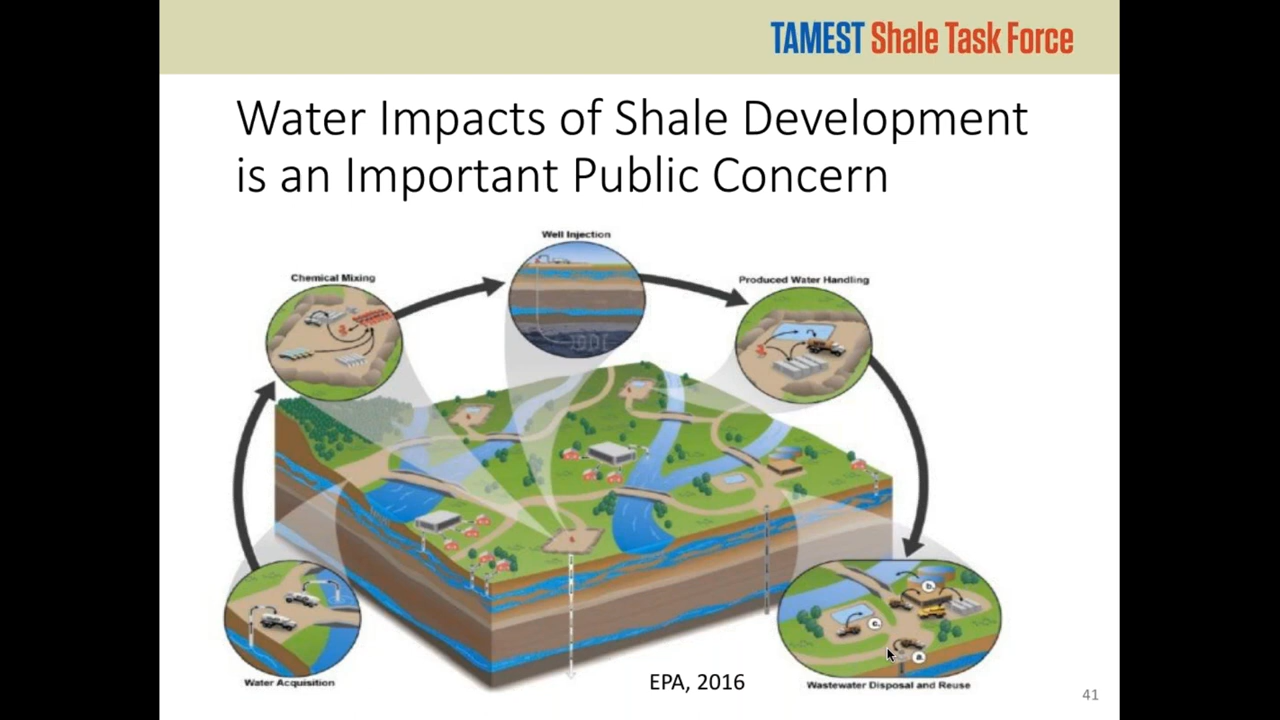 TAMEST Shale Task Force
Water Impacts of Shale Development
is an Important Public Concern
Well Injection
Chemical Mixing
Produced Water Handling
b.
c.
a.
Water Acquisition
EPA, 2016
Wastewater Disposal and Reuse
41